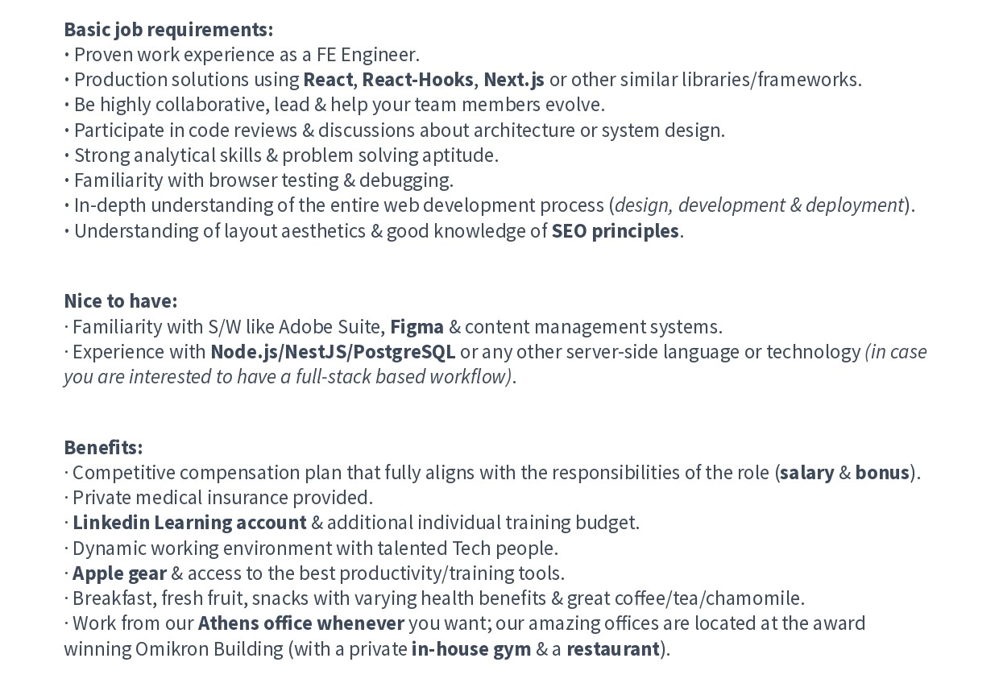 Basic job requirements:
• Proven work experience as a FE Engineer.
• Production solutions using React, React-Hooks, Next.js or other similar libraries/frameworks.
• Be highly collaborative, lead & help your team members evolve.
• Participate in code reviews & discussions about architecture or system design.
• Strong analytical skills & problem solving aptitude.
• Familiarity with browser testing & debugging.
• In-depth understanding of the entire web development process (design, development & deployment).
• Understanding of layout aesthetics & good knowledge of SEO principles.
Nice to have:
· Familiarity with S/W like Adobe Suite, Figma & content management systems.
· Experience with Node.js/NestJS/PostgreSQL or any other server-side language or technology (in case
you are interested to have a full-stack based workflow).
Benefits:
· Competitive compensation plan that fully aligns with the responsibilities of the role (salary & bonus).
· Private medical insurance provided.
· Linkedin Learning account & additional individual training budget.
· Dynamic working environment with talented Tech people.
· Apple gear & access to the best productivity/training tools.
· Breakfast, fresh fruit, snacks with varying health benefits & great coffee/tea/chamomile.
· Work from our Athens office whenever you want; our amazing offices are located at the award
winning Omikron Building (with a private in-house gym & a restaurant).